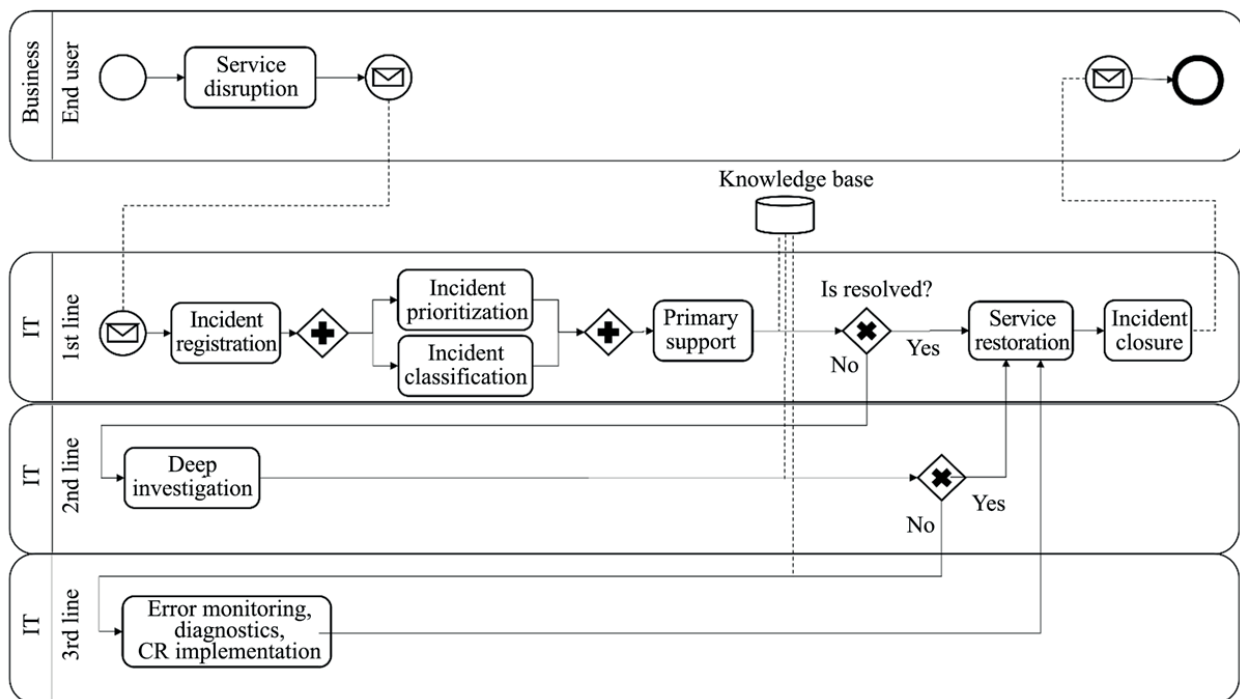 Business
End user
Service
disruption
Knowledge base
IT
1st line
Incident
registration
Incident
prioritization
Incident
classification
Primary
support
Is resolved?
No
Yes
Service
restoration
Incident
closure
IT
2nd line
Deep
investigation
No
Yes
IT
3rd line
Error monitoring,
diagnostics,
CR implementation